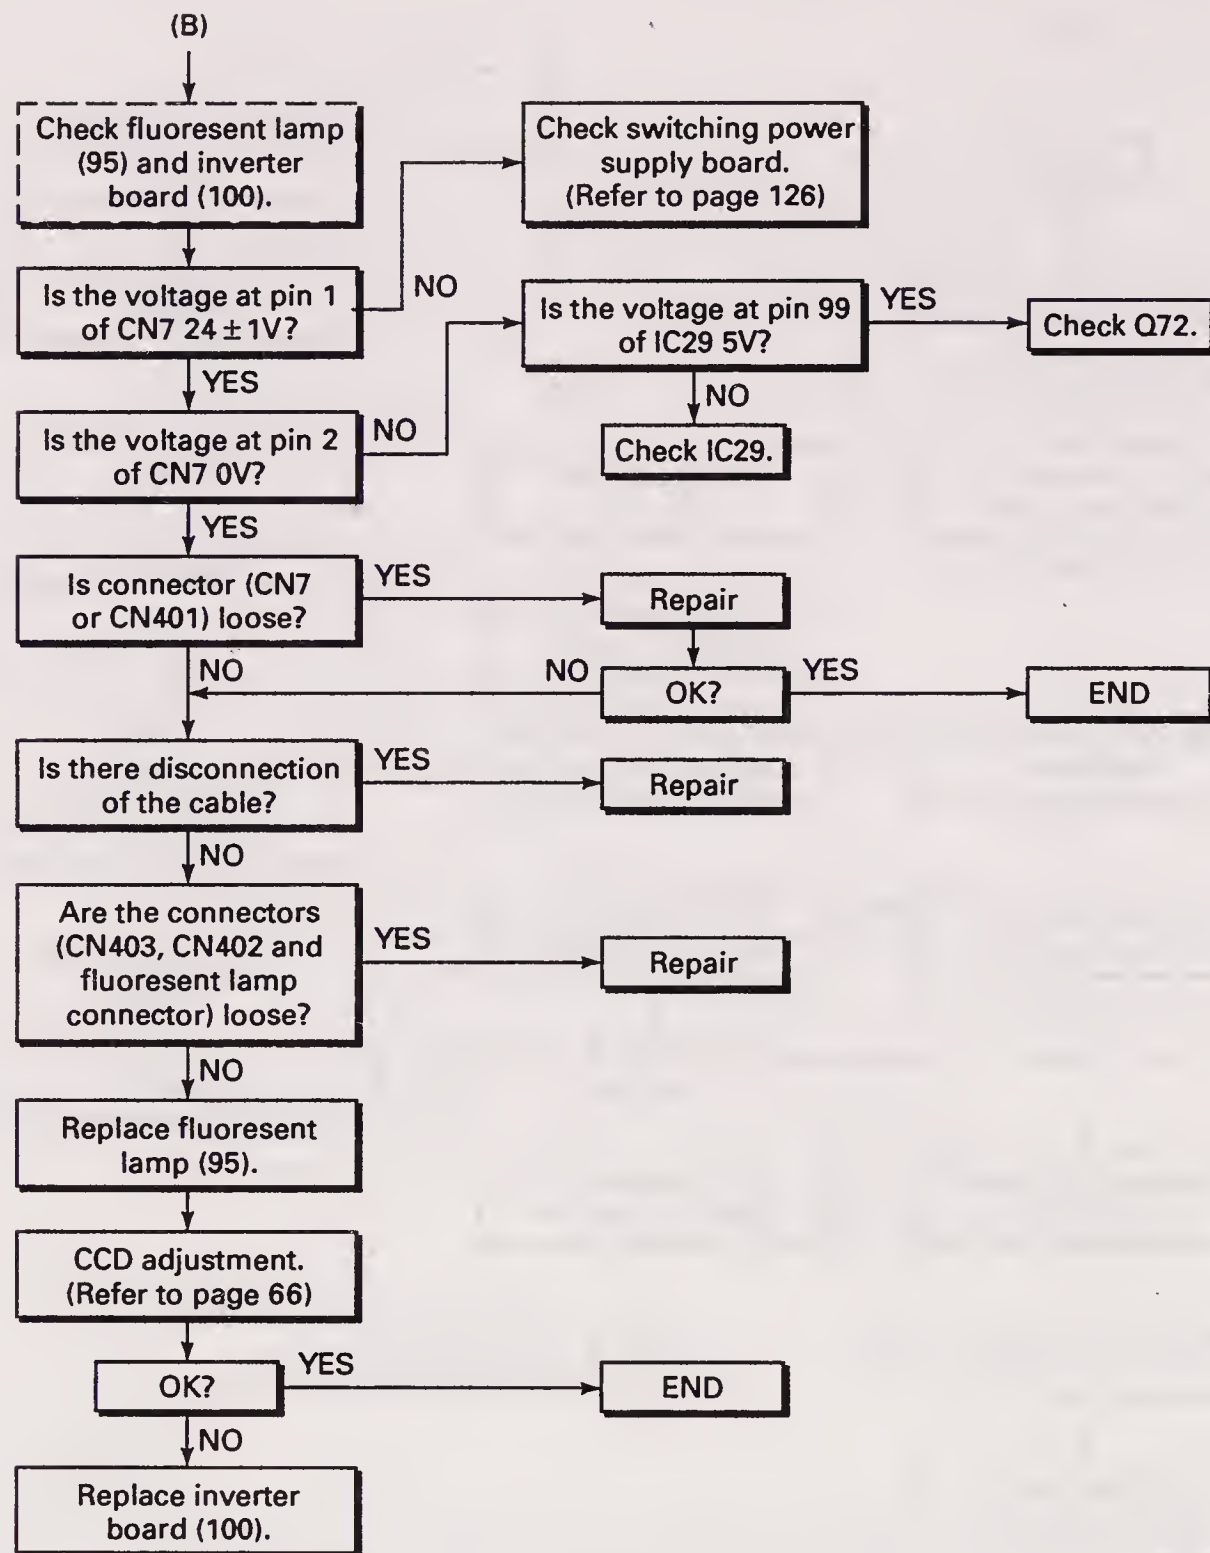 (B)
Check fluoresent lamp
(95) and inverter
board (100).
Check switching power
supply board.
(Refer to page 126)
Is the voltage at pin 1
of CN7 24 ± 1V?
NO
Is the voltage at pin 99
of IC29 5V?
YES
Check Q72.
YES
NO
Is the voltage at pin 2
of CN7 0V?
NO
Check IC29.
YES
Is connector (CN7
or CN401) loose?
YES
Repair
NO
NO
OK?
YES
END
Is there disconnection
of the cable?
YES
Repair
NO
Are the connectors
(CN403, CN402 and
fluoresent lamp
connector) loose?
YES
Repair
NO
Replace fluoresent
lamp (95).
CCD adjustment.
(Refer to page 66)
OK?
YES
END
NO
Replace inverter
board (100).